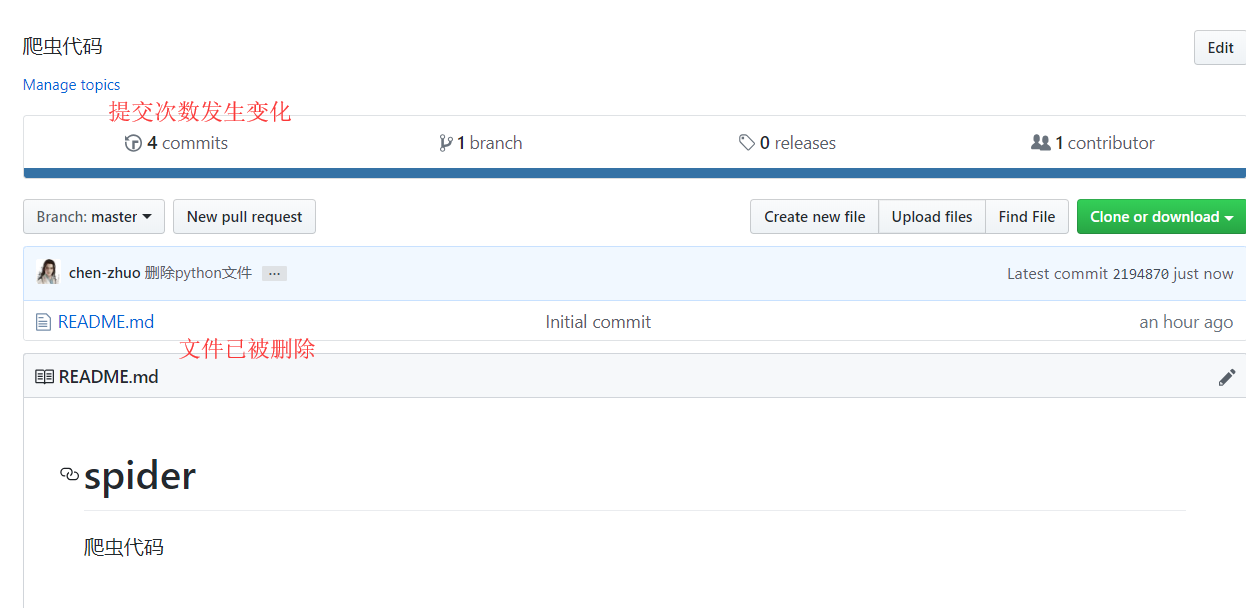 爬虫代码
Edit
Manage topics
提交次数发生变化
4 commits
1 branch
0 releases
1 contributor
Branch: master
New pull request
Create new file
Upload files
Find File
Clone or download
chen-zhuo 删除python文件 ...
Latest commit 2194870 just now
README.md
Initial commit
an hour ago
文件已被删除
README.md
spider
爬虫代码